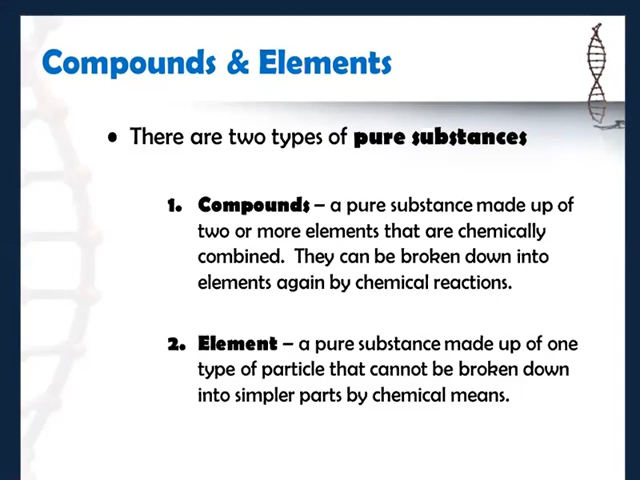 Compounds & Elements
• There are two types of pure substances
1. Compounds – a pure substance made up of
two or more elements that are chemically
combined. They can be broken down into
elements again by chemical reactions.
2. Element – a pure substance made up of one
type of particle that cannot be broken down
into simpler parts by chemical means.